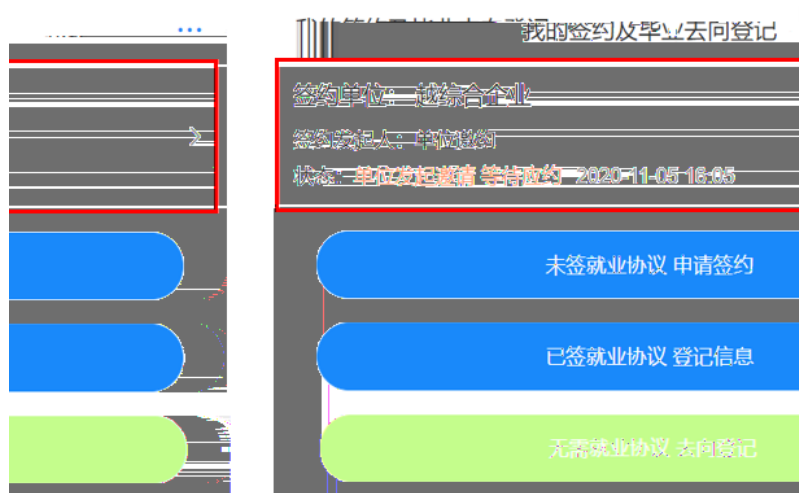 我的签约及毕业去向登记
签约单位：越综合企业
签约发起人：单位邀约
状态：单位发起邀请 等待应约 2020-11-05 16:05
未签就业协议 申请签约
已签就业协议 登记信息
无需就业协议 去向登记